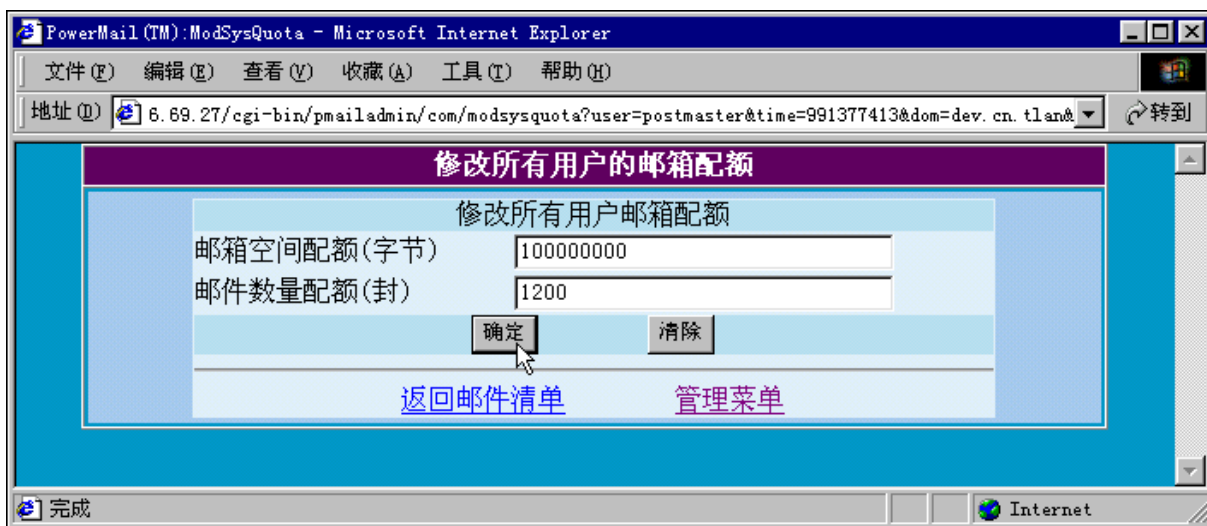 PowerMail(TM):ModSysQuota - Microsoft Internet Explorer
文件(F) 编辑(E) 查看(V) 收藏(A) 工具(T) 帮助(H)
地址(D) 6.69.27/cgi-bin/pmailadmin/com/modsysquota?user=postmaster&time=991377413&dom=dev.cn.tlan& 转到
修改所有用户的邮箱配额
修改所有用户邮箱配额
邮箱空间配额(字节) 100000000
邮件数量配额(封) 1200
确定 清除
返回邮件清单 管理菜单
完成 Internet